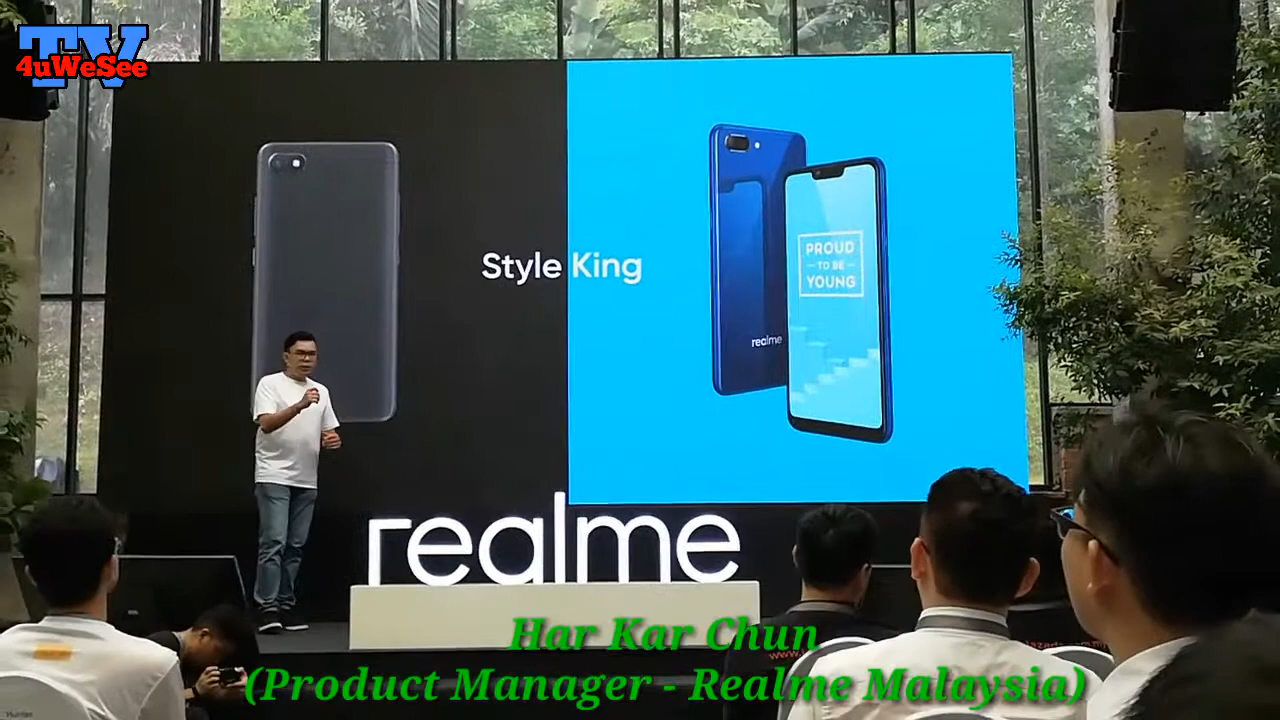 TV
4uWeSee
Style King
PROUD
TO BE
YOUNG
realme
realme
Har Kar Chun
(Product Manager - Realme Malaysia)